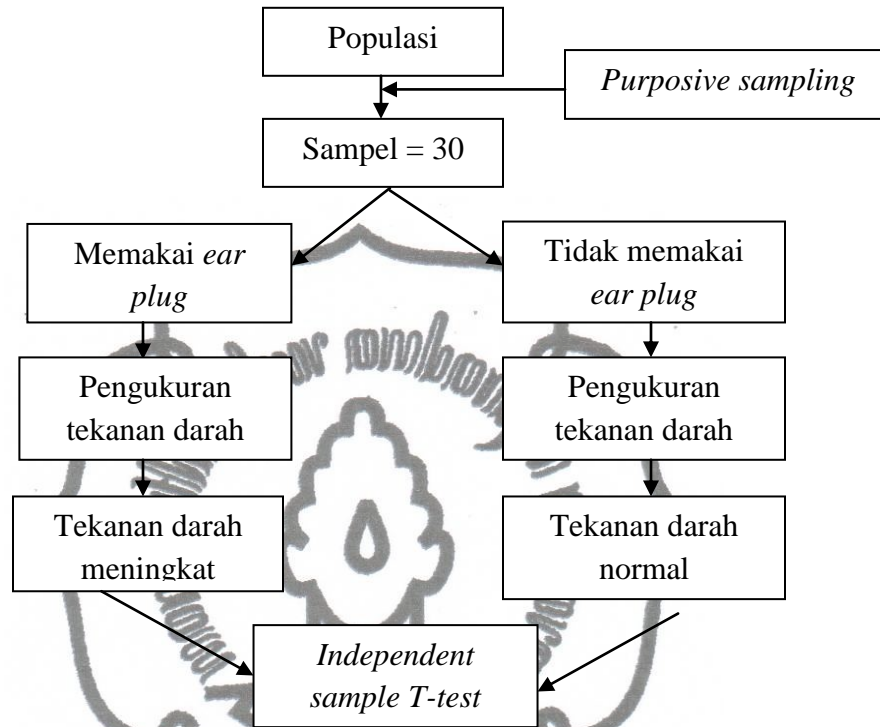 Populasi
Purposive sampling
Sampel = 30
Memakai ear
plug
Tidak memakai
ear plug
Pengukuran
tekanan darah
Pengukuran
tekanan darah
Tekanan darah
meningkat
Tekanan darah
normal
Independent
sample T-test